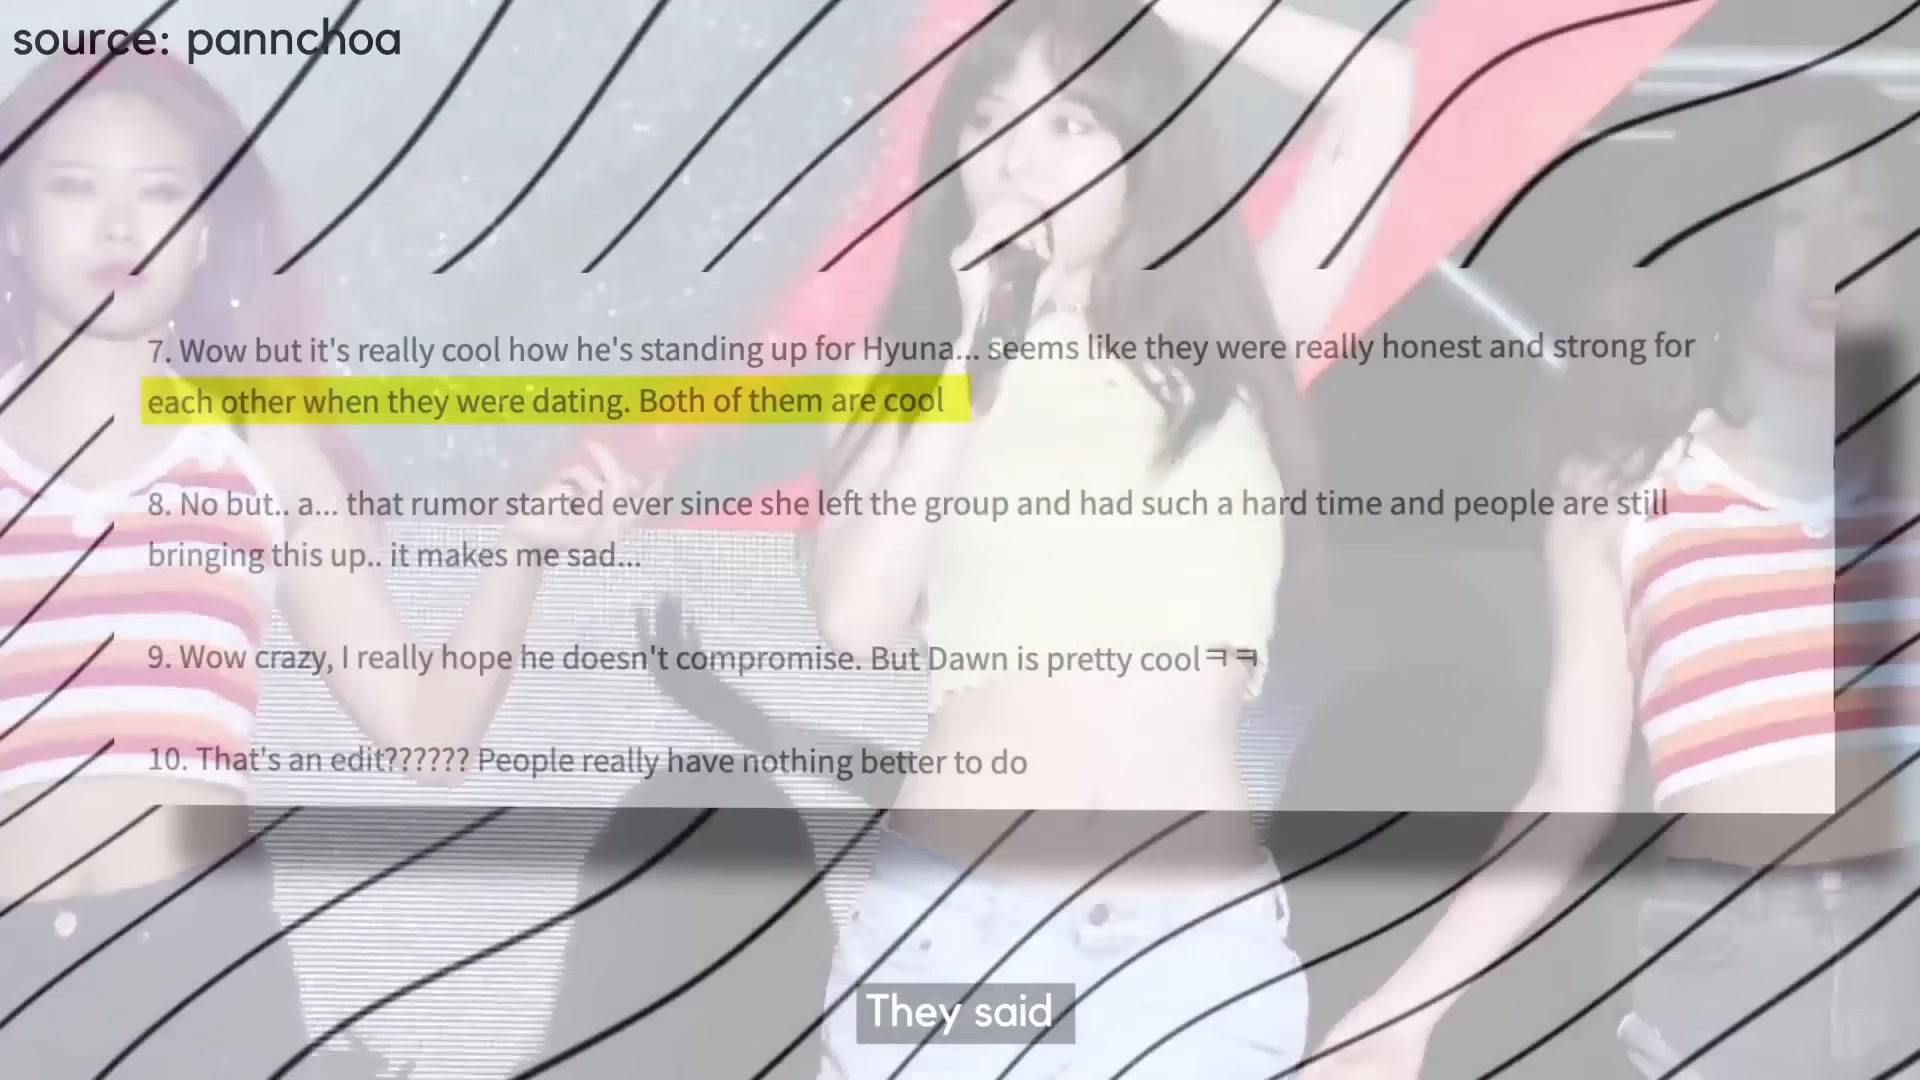 source: pannchoa
7. Wow but it's really cool how he's standing up for Hyuna... seems like they were really honest and strong for
each other when they were dating. Both of them are cool
8. No but.. a... that rumor started ever since she left the group and had such a hard time and people are still
bringing this up.. it makes me sad...
9. Wow crazy, I really hope he doesn't compromise. But Dawn is pretty coolㅋㅋ
10. That's an edit?????? People really have nothing better to do
They said